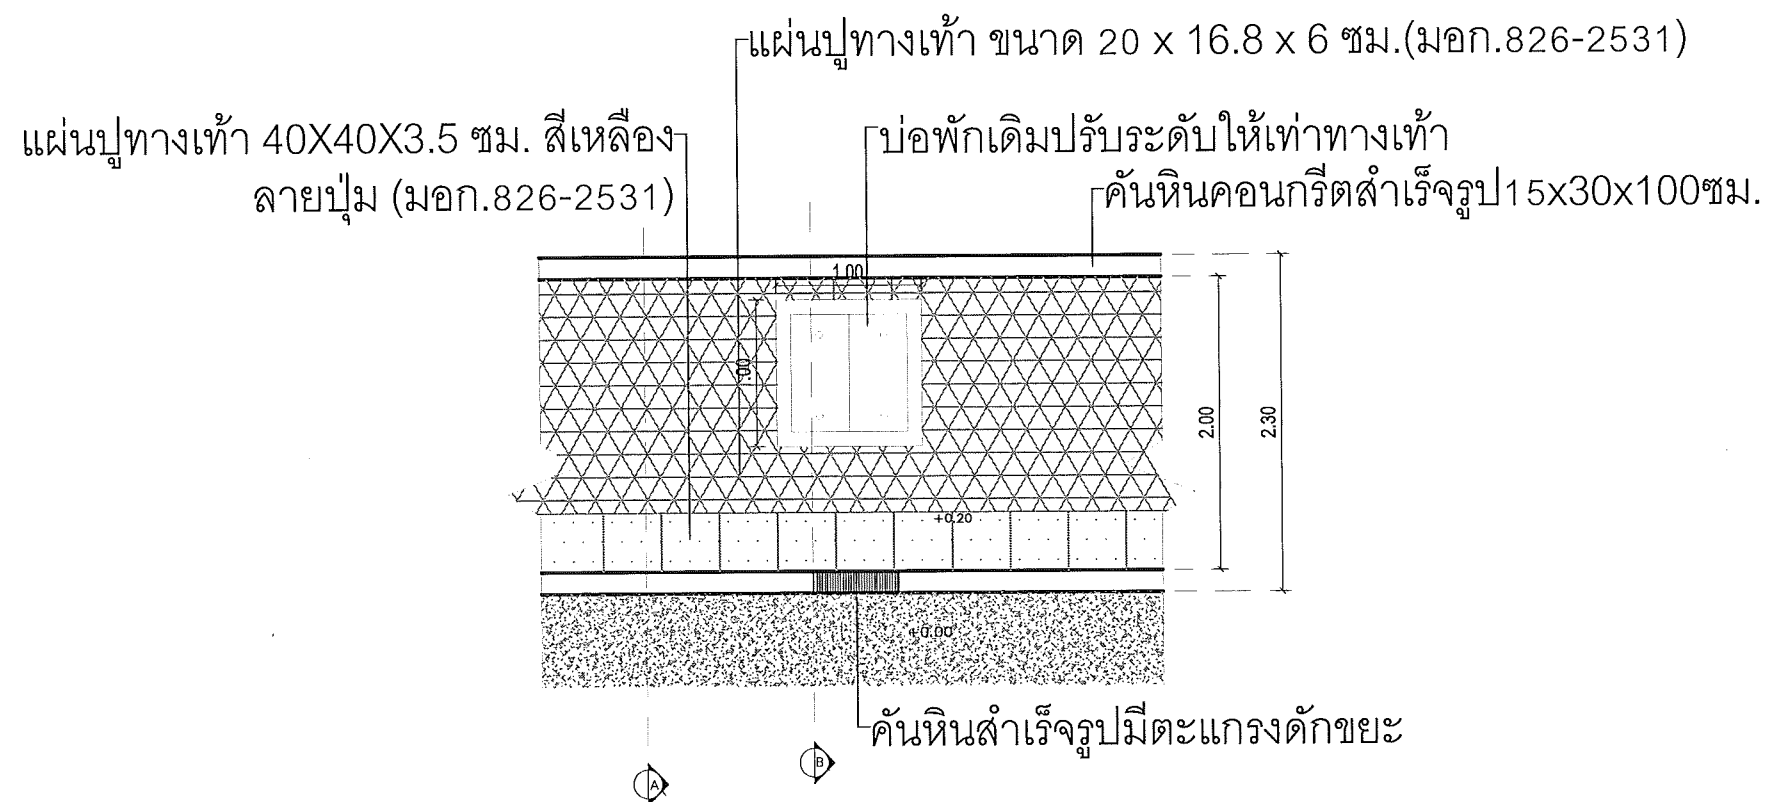 แผ่นปูทางเท้า ขนาด 20 x 16.8 x 6 ซม.(มอก.826-2531)
แผ่นปูทางเท้า 40X40X3.5 ซม. สีเหลือง
ลายปุ่ม (มอก.826-2531)
บ่อพักเดิมปรับระดับให้เท่าทางเท้า
คันหินคอนกรีตสำเร็จรูป15x30x100ซม.
1.00
.00
2.00
2.30
+0.20
+0.00
คันหินสำเร็จรูปมีตะแกรงดักขยะ
B
A